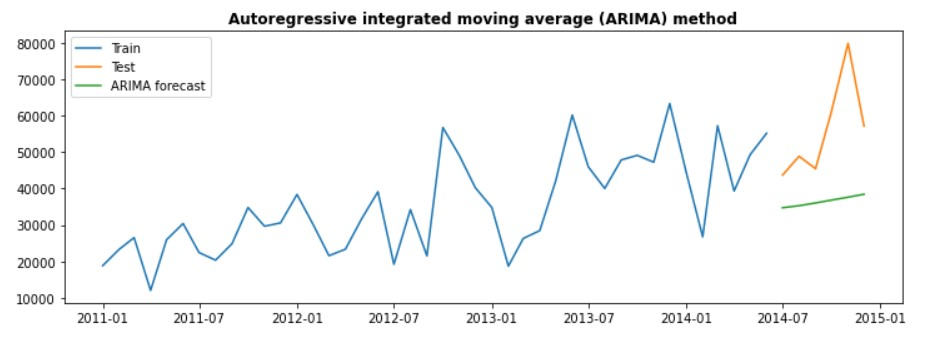 Autoregressive integrated moving average (ARIMA) method
80000
70000
60000
50000
40000
30000
20000
10000
Train
Test
ARIMA forecast
2011-01 2011-07 2012-01 2012-07 2013-01 2013-07 2014-01 2014-07 2015-01